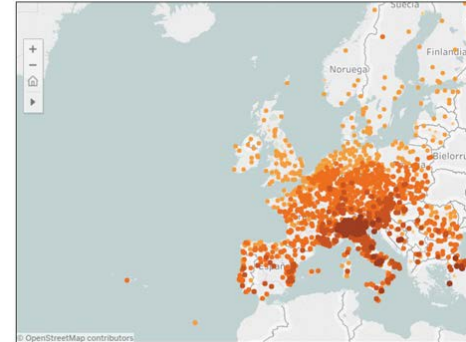 Suecia
Finlandia
Noruega
Bielorru
© OpenStreetMap contributors